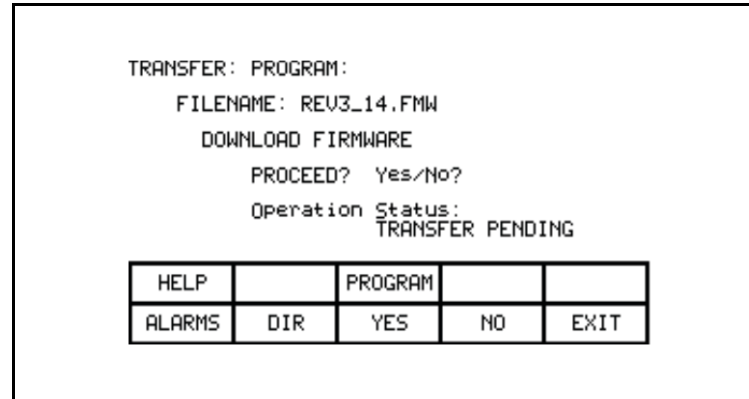 TRANSFER: PROGRAM:
FILENAME: REV3_14.FMW
DOWNLOAD FIRMWARE
PROCEED? Yes/No?
Operation Status:
TRANSFER PENDING
HELP PROGRAM
ALARMS DIR YES NO EXIT